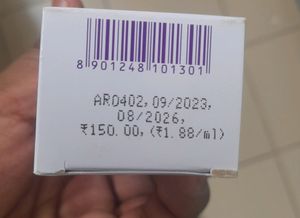 8 901248 101301
AR0402, 09/2023,
08/2026,
₹150.00, (₹1.88/ml)